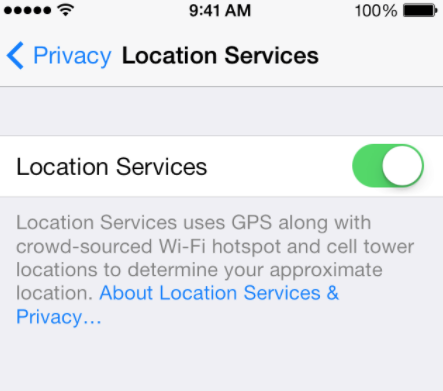 9:41 AM 100%
Privacy Location Services
Location Services
Location Services uses GPS along with
crowd-sourced Wi-Fi hotspot and cell tower
locations to determine your approximate
location. About Location Services &
Privacy…